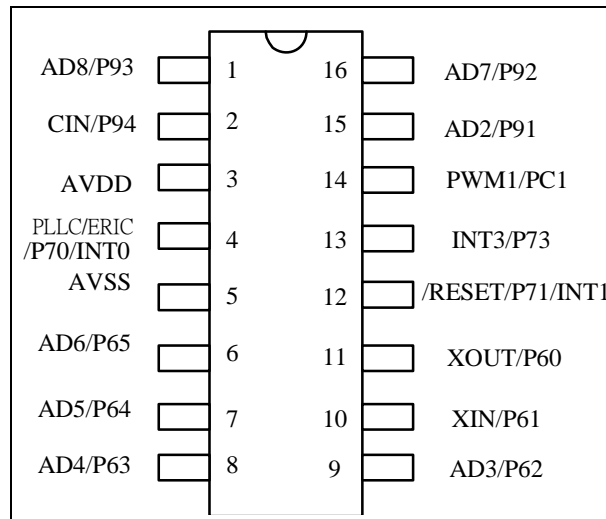 AD8/P93 1 16 AD7/P92
CIN/P94 2 15 AD2/P91
AVDD 3 14 PWM1/PC1
PLLC/ERIC
/P70/INT0 4 13 INT3/P73
AVSS 5 12 /RESET/P71/INT1
AD6/P65 6 11 XOUT/P60
AD5/P64 7 10 XIN/P61
AD4/P63 8 9 AD3/P62